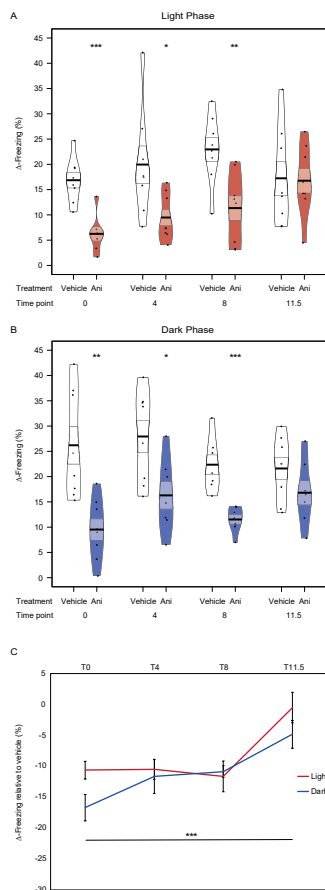 A
Light Phase
*** * **
45
40
35
30
25
20
15
10
5
0
Δ-Freezing (%)
Treatment Vehicle Ani Vehicle Ani Vehicle Ani Vehicle Ani
Time point 0 4 8 11.5
B
Dark Phase
** * ***
45
40
35
30
25
20
15
10
5
0
Δ-Freezing (%)
Treatment Vehicle Ani Vehicle Ani Vehicle Ani Vehicle Ani
Time point 0 4 8 11.5
C
T0 T4 T8 T11.5
5
0
-5
-10
-15
-20
-25
-30
Δ-Freezing relative to vehicle (%)
Light
Dark
***